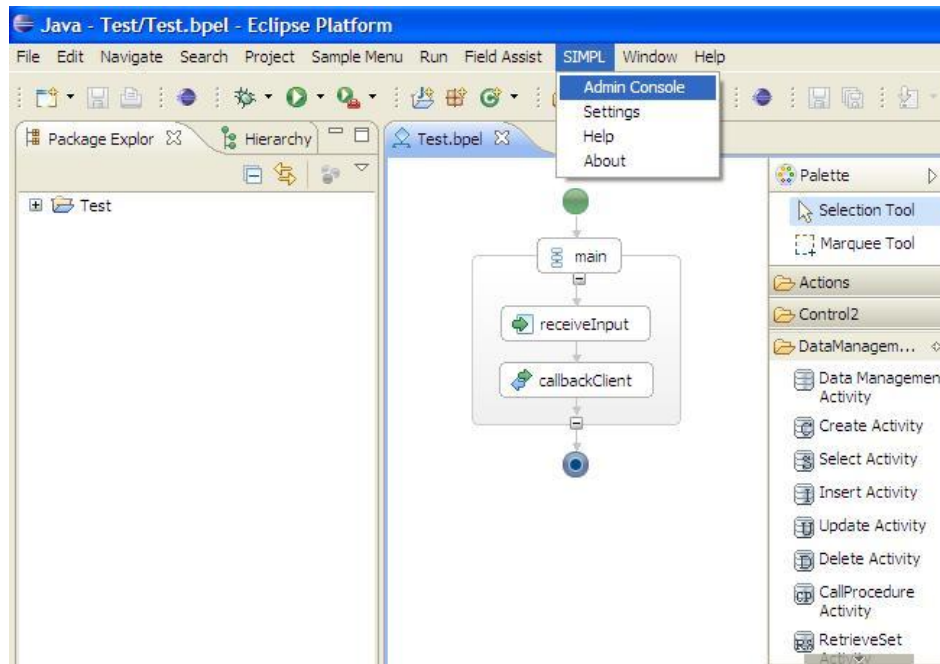 Java - Test/Test.bpel - Eclipse Platform
File Edit Navigate Search Project Sample Menu Run Field Assist SIMPL Window Help
Admin Console
Settings
Help
About
Package Explor
Hierarchy
Test.bpel
Test
main
receiveInput
callbackClient
Palette
Selection Tool
Marquee Tool
Actions
Control2
DataManagem...
Data Managemen
Activity
Create Activity
Select Activity
Insert Activity
Update Activity
Delete Activity
CallProcedure
Activity
RetrieveSet